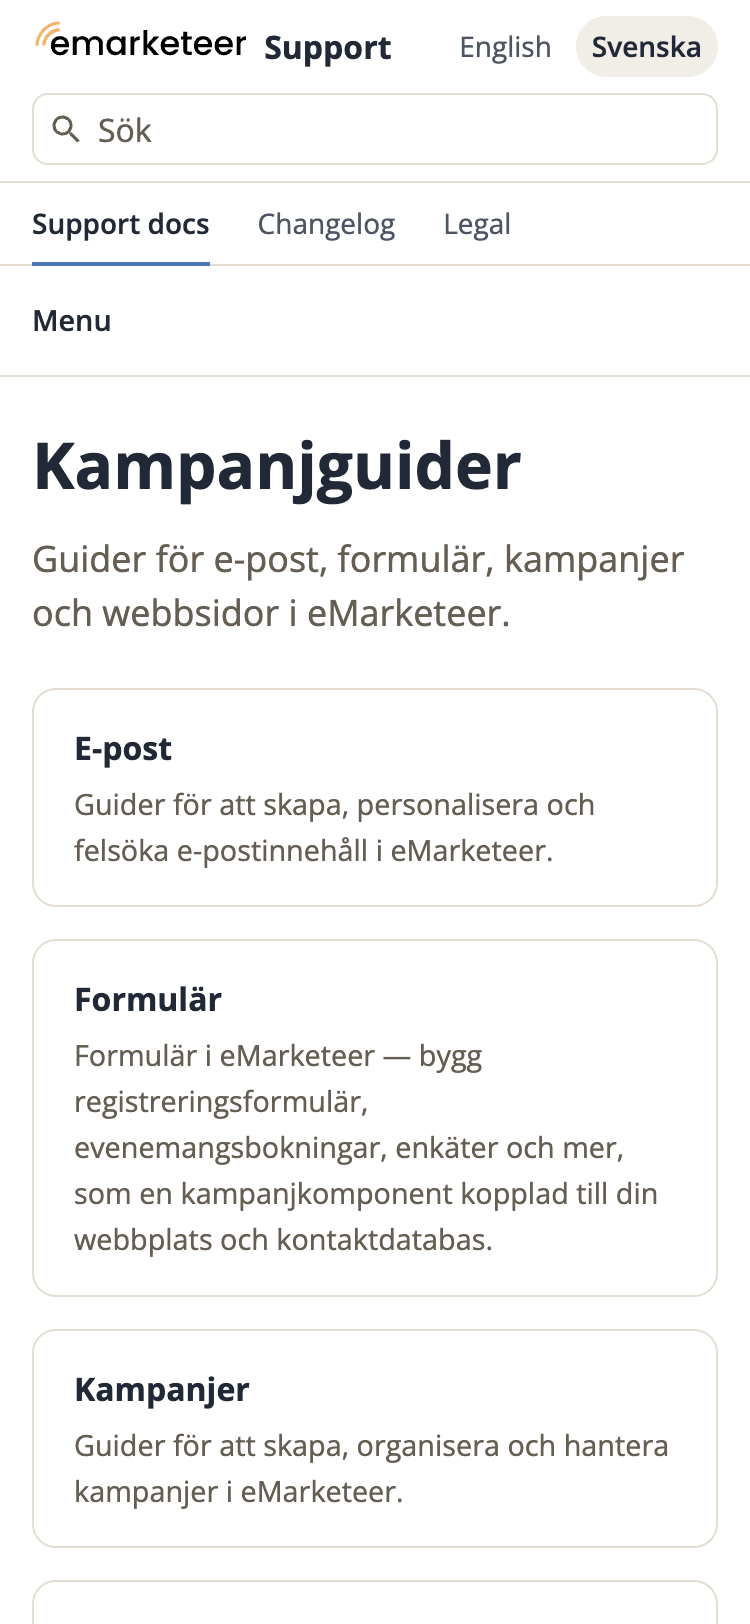 emarketeer Support English Svenska
Sök
Support docs Changelog Legal
Menu
Kampanjguider
Guider för e-post, formulär, kampanjer
och webbsidor i eMarketeer.
E-post
Guider för att skapa, personalisera och
felsöka e-postinnehåll i eMarketeer.
Formulär
Formulär i eMarketeer — bygg
registreringsformulär,
evenemangsbokningar, enkäter och mer,
som en kampanjkomponent kopplad till din
webbplats och kontaktdatabas.
Kampanjer
Guider för att skapa, organisera och hantera
kampanjer i eMarketeer.